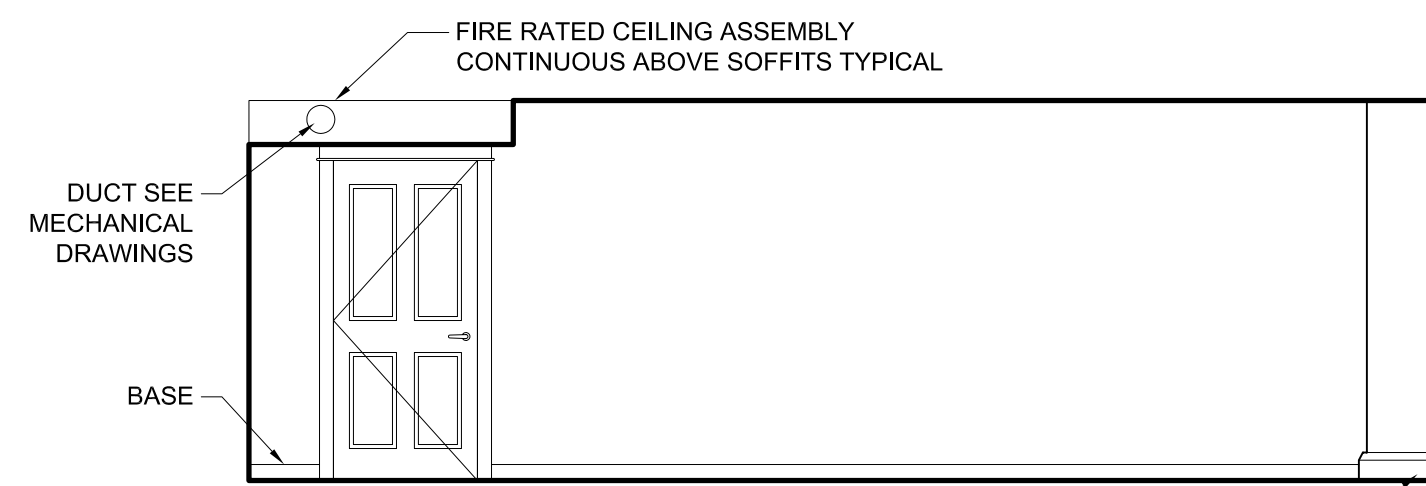 FIRE RATED CEILING ASSEMBLY
CONTINUOUS ABOVE SOFFITS TYPICAL
DUCT SEE
MECHANICAL
DRAWINGS
BASE